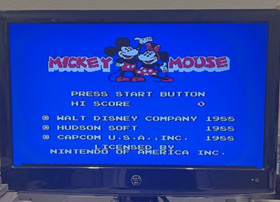 MICKEY MOUSE
PRESS START BUTTON
HI SCORE 0
© WALT DISNEY COMPANY 1988
© HUDSON SOFT 1988
© CAPCOM U.S.A.,INC. 1988
LICENSED BY
NINTENDO OF AMERICA INC.